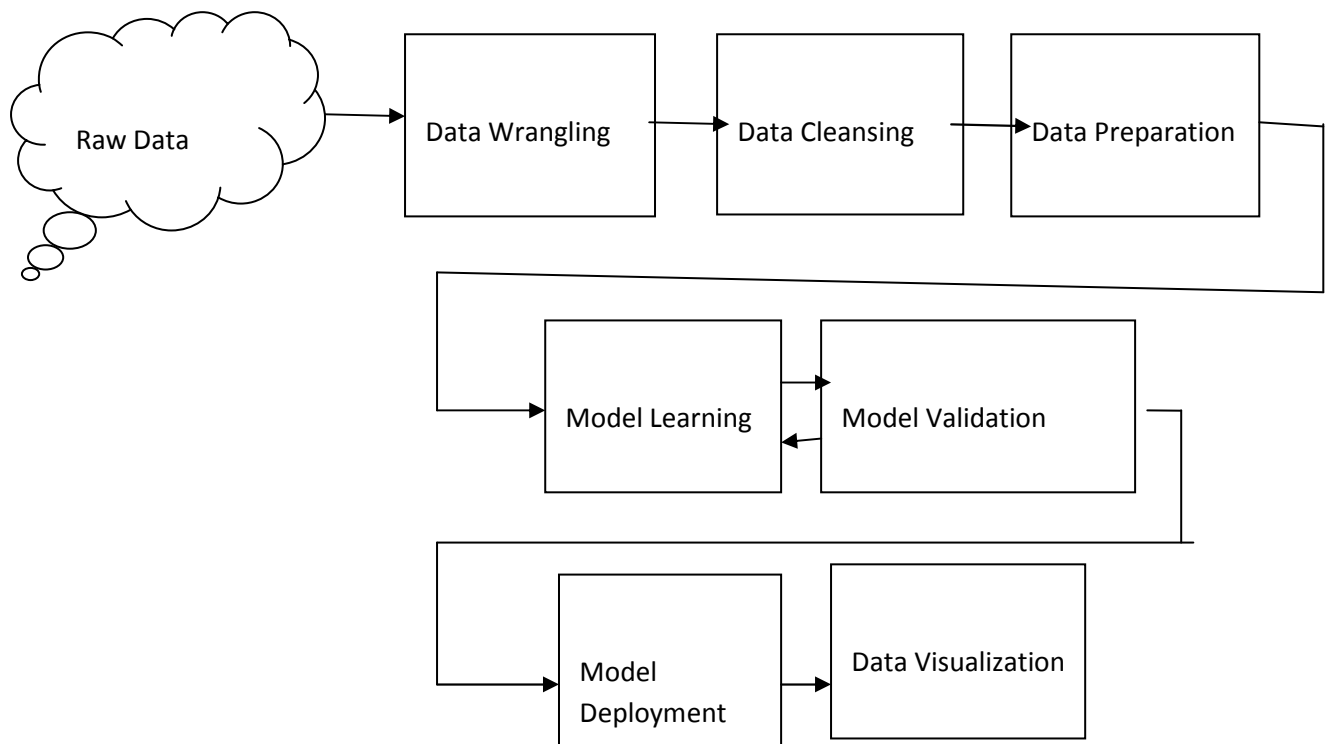 Raw Data
Data Wrangling
Data Cleansing
Data Preparation
Model Learning
Model Validation
Model
Deployment
Data Visualization